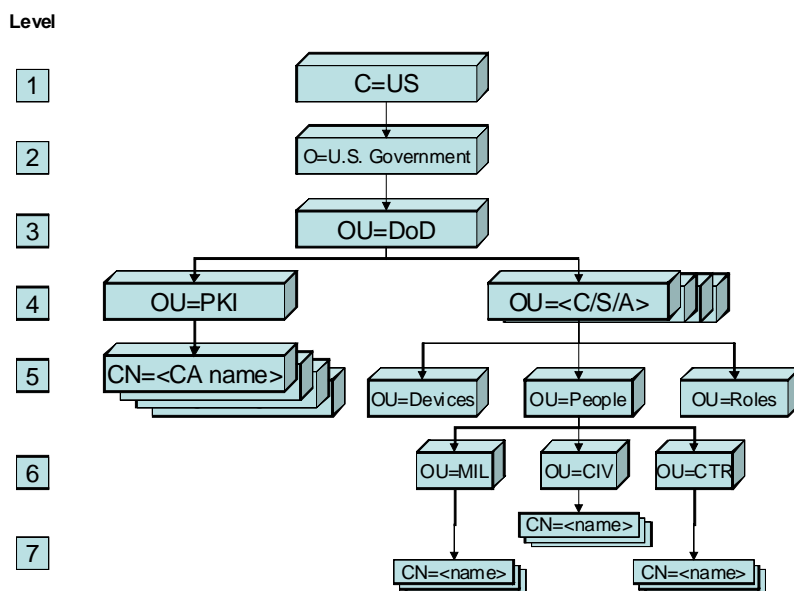 Level
1
C=US
2
O=U.S. Government
3
OU=DoD
4
OU=PKI
OU=<C/S/A>
5
CN=<CA name>
OU=Devices
OU=People
OU=Roles
6
OU=MIL
OU=CIV
OU=CTR
7
CN=<name>
CN=<name>
CN=<name>